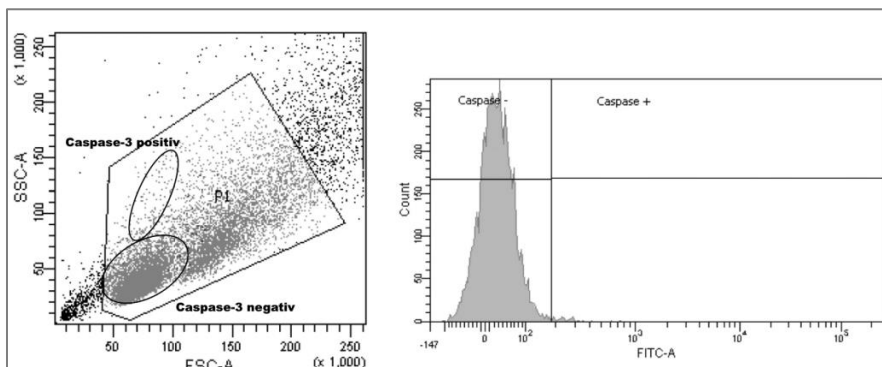 (x 1,000)
250
200
150
100
50
SSC-A
Caspase-3 positiv
P1
Caspase-3 negativ
50 100 150 200 250
FSC-A
(x 1,000)
Caspase - Caspase +
250
200
150
100
50
0
Count
-147 0 10² 10³ 10⁴ 10⁵
FITC-A